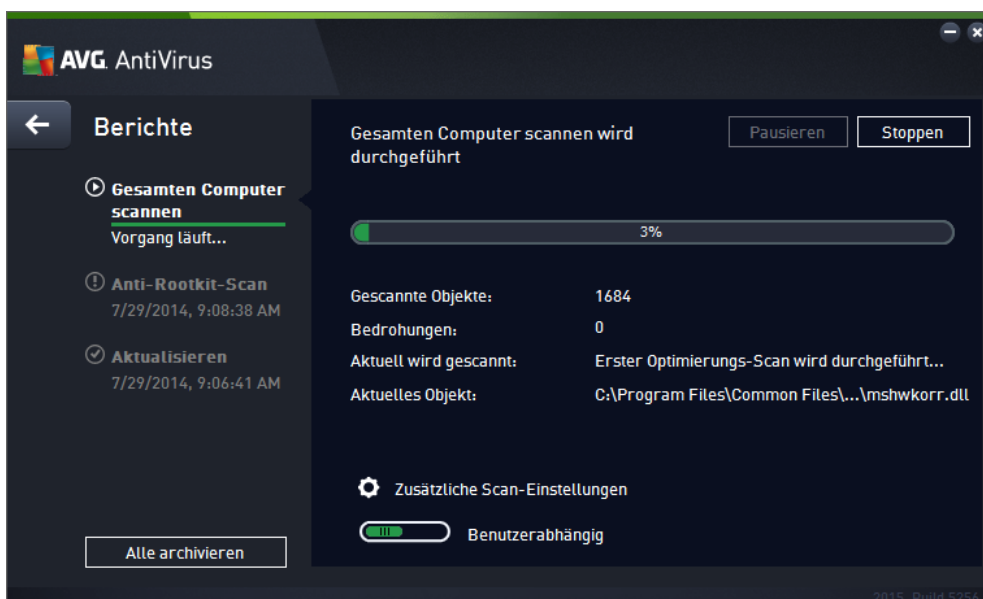 AVG. AntiVirus
Berichte
Gesamten Computer
scannen
Vorgang läuft...
Anti-Rootkit-Scan
7/29/2014, 9:08:38 AM
Aktualisieren
7/29/2014, 9:06:41 AM
Alle archivieren
Gesamten Computer scannen wird
durchgeführt
Pausieren
Stoppen
3%
Gescannte Objekte: 1684
Bedrohungen: 0
Aktuell wird gescannt: Erster Optimierungs-Scan wird durchgeführt...
Aktuelles Objekt: C:\Program Files\Common Files\...\mshwkorr.dll
Zusätzliche Scan-Einstellungen
Benutzerabhängig
2015 Build 5256